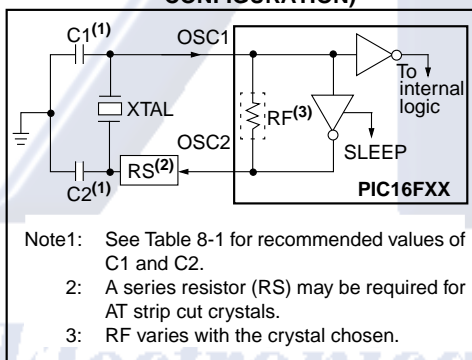 CONFIGURATION)
C1(1)
OSC1
To
internal
logic
XTAL
RF(3)
OSC2
SLEEP
RS(2)
C2(1)
PIC16FXX
Note1: See Table 8-1 for recommended values of
C1 and C2.
2: A series resistor (RS) may be required for
AT strip cut crystals.
3: RF varies with the crystal chosen.